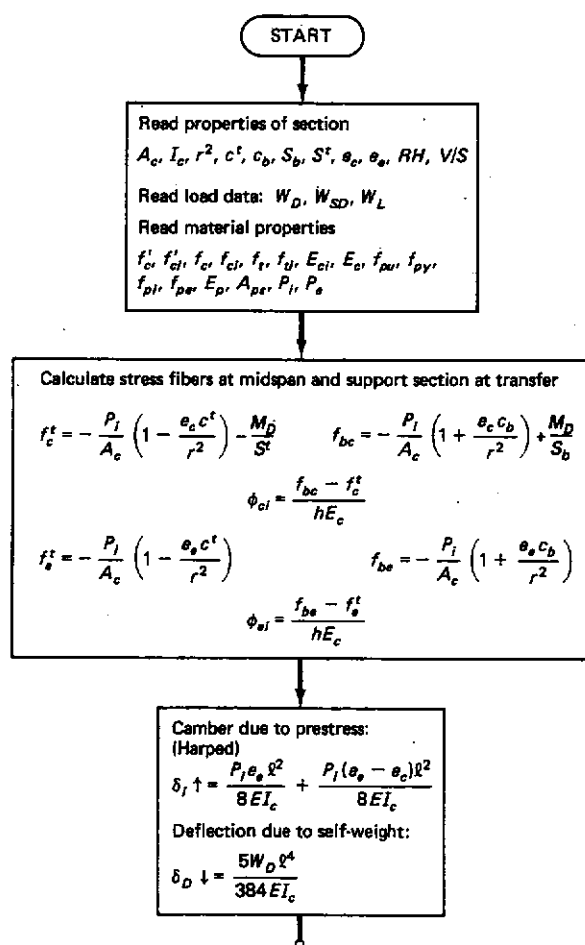 START
Read properties of section
A_c, I_c, r², c^t, c_b, S_b, S^t, e_c, e_e, RH, V/S
Read load data: W_D, W_SD, W_L
Read material properties
f'_c, f'_ci, f_c, f_ci, f_t, f_ti, E_ci, E_c, f_pu, f_py,
f_pi, f_pe, E_p, A_ps, P_i, P_e
Calculate stress fibers at midspan and support section at transfer
f_c^t = − P_i/A_c (1 − e_c c^t/r²) − M_D/S^t f_bc = − P_i/A_c (1 + e_c c_b/r²) + M_D/S_b
φ_ci = (f_bc − f_c^t)/(hE_c)
f_e^t = − P_i/A_c (1 − e_e c^t/r²) f_be = − P_i/A_c (1 + e_e c_b/r²)
φ_ei = (f_be − f_e^t)/(hE_c)
Camber due to prestress:
(Harped)
δ_i ↑ = P_i e_e ℓ²/(8EI_c) + P_i(e_e − e_c)ℓ²/(8EI_c)
Deflection due to self-weight:
δ_D ↓ = 5W_D ℓ⁴/(384EI_c)